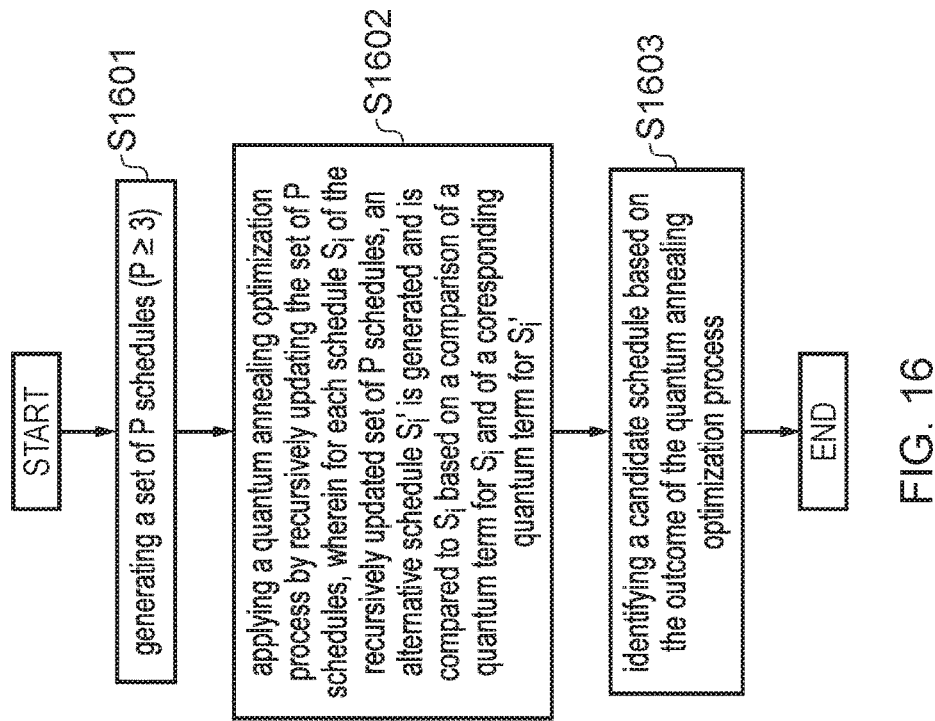 START
generating a set of P schedules (P ≥ 3)
S1601
applying a quantum annealing optimization
process by recursively updating the set of P
schedules, wherein for each schedule Si of the
recursively updated set of P schedules, an
alternative schedule Si' is generated and is
compared to Si based on a comparison of a
quantum term for Si and of a coresponding
quantum term for Si'
S1602
identifying a candidate schedule based on
the outcome of the quantum annealing
optimization process
S1603
END
FIG. 16